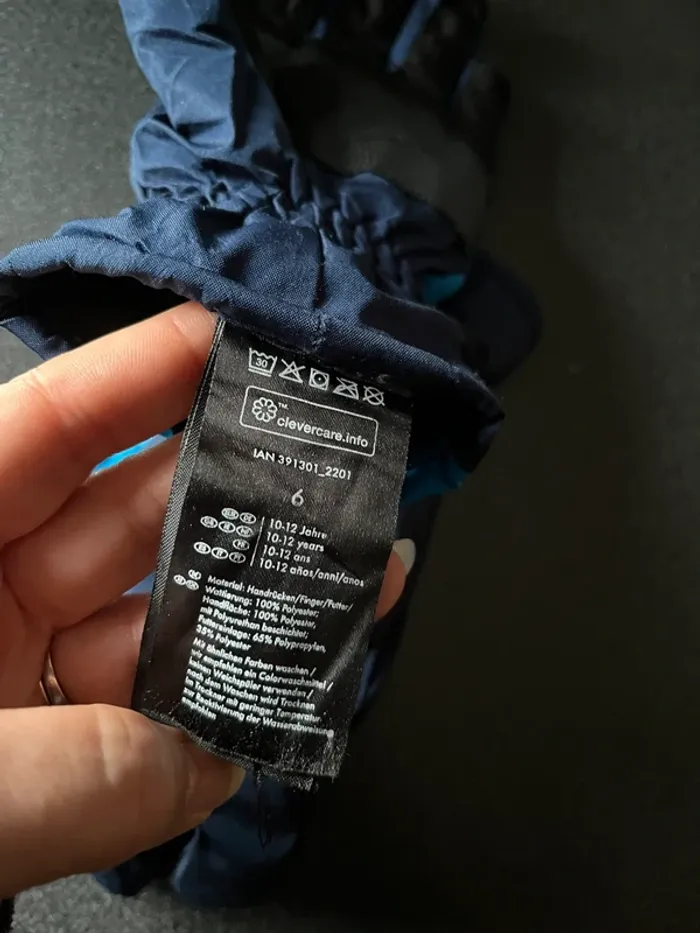 30
™
clevercare.info
IAN 391301_2201
6
10-12 Jahre
10-12 years
10-12 ans
10-12 años/anni/anos
Material: Handrücken/Finger/Futter/
Wattierung: 100% Polyester;
Handfläche: 100% Polyester,
mit Polyurethan beschichtet;
65% Polypropylen,
35% Polyester
Mit ähnlichen Farben waschen /
wir empfehlen ein Colorwaschmittel /
keinen Weichspüler verwenden /
nach dem Waschen wird Trocknen
im Trockner mit geringer Temperatur
zur Reaktivierung der Wasserabweisung
empfohlen